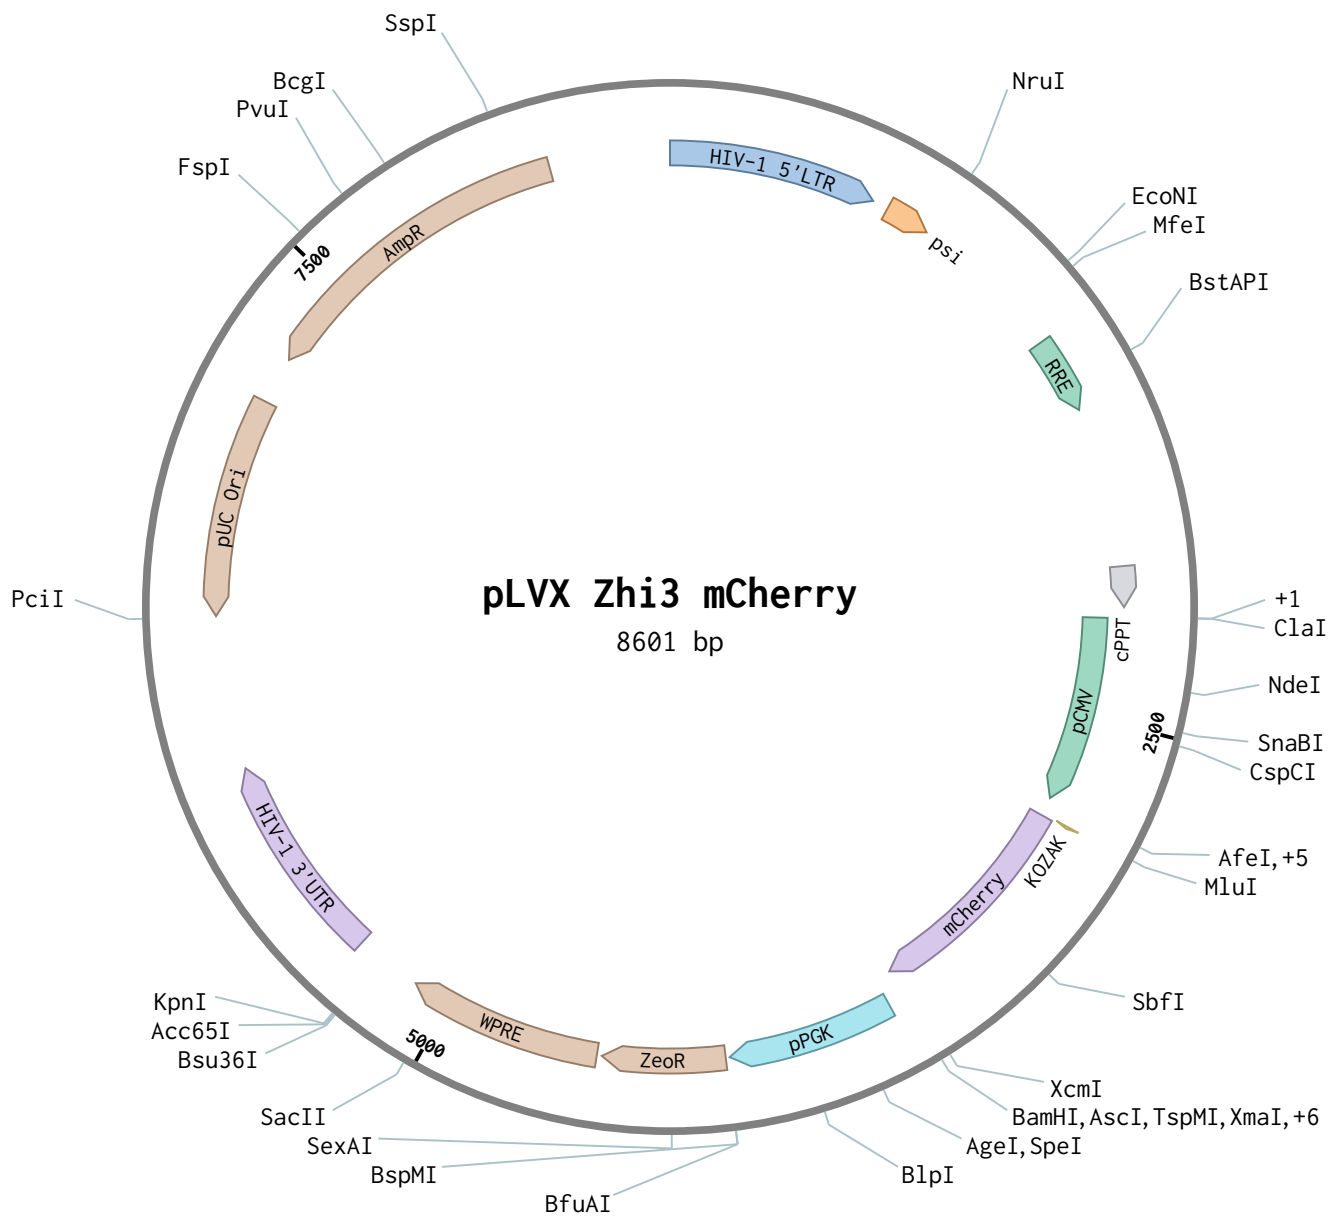 SspI
BcgI
PvuI
FspI
NruI
EcoNI
MfeI
BstAPI
HIV-1 5'LTR
psi
AmpR
7500
RRE
pUC Ori
pLVX Zhi3 mCherry
8601 bp
PciI
cPPT
+1
ClaI
NdeI
pCMV
2500
SnaBI
CspCI
KOZAK
AfeI, +5
MluI
mCherry
HIV-1 3'UTR
SbfI
KpnI
Acc65I
Bsu36I
5000
WPRE
ZeoR
pPGK
XcmI
BamHI, AscI, TspMI, XmaI, +6
AgeI, SpeI
BlpI
SacII
SexAI
BspMI
BfuAI